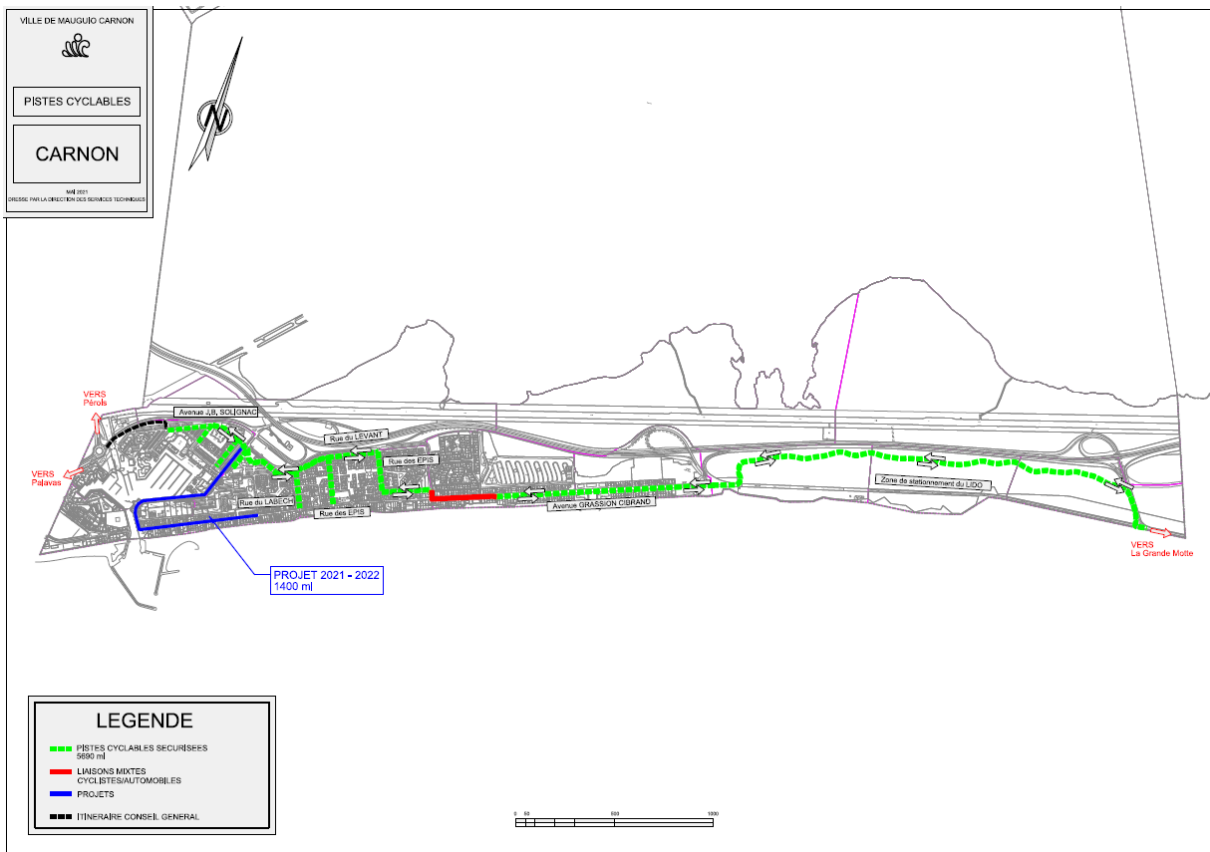 VILLE DE MAUGUIO CARNON
PISTES CYCLABLES
CARNON
MAI 2021
DRESSE PAR LA DIRECTION DES SERVICES TECHNIQUES
N
VERS
Pérols
Avenue J.B. SOLIGNAC
Rue du LEVANT
Rue des EPIS
VERS
Palavas
Rue du LABECH
Rue des EPIS
Avenue GRASSION CIBRAND
Zone de stationnement du LIDO
VERS
La Grande Motte
PROJET 2021 - 2022
1400 ml
LEGENDE
PISTES CYCLABLES SECURISEES
5690 ml
LIAISONS MIXTES
CYCLISTES/AUTOMOBILES
PROJETS
ITINERAIRE CONSEIL GENERAL
0 50 500 1000